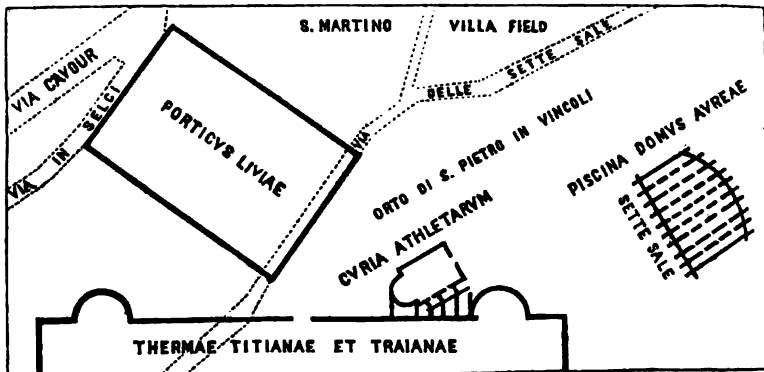 S. MARTINO
VILLA FIELD
VIA CAVOUR
VIA IN SELCI
PORTICVS LIVIAE
VIA
DELLE
SETTE SALE
ORTO DI S. PIETRO IN VINCOLI
PISCINA DOMVS AVREAE
SETTE SALE
CVRIA ATHLETARVM
THERMAE TITIANAE ET TRAIANAE